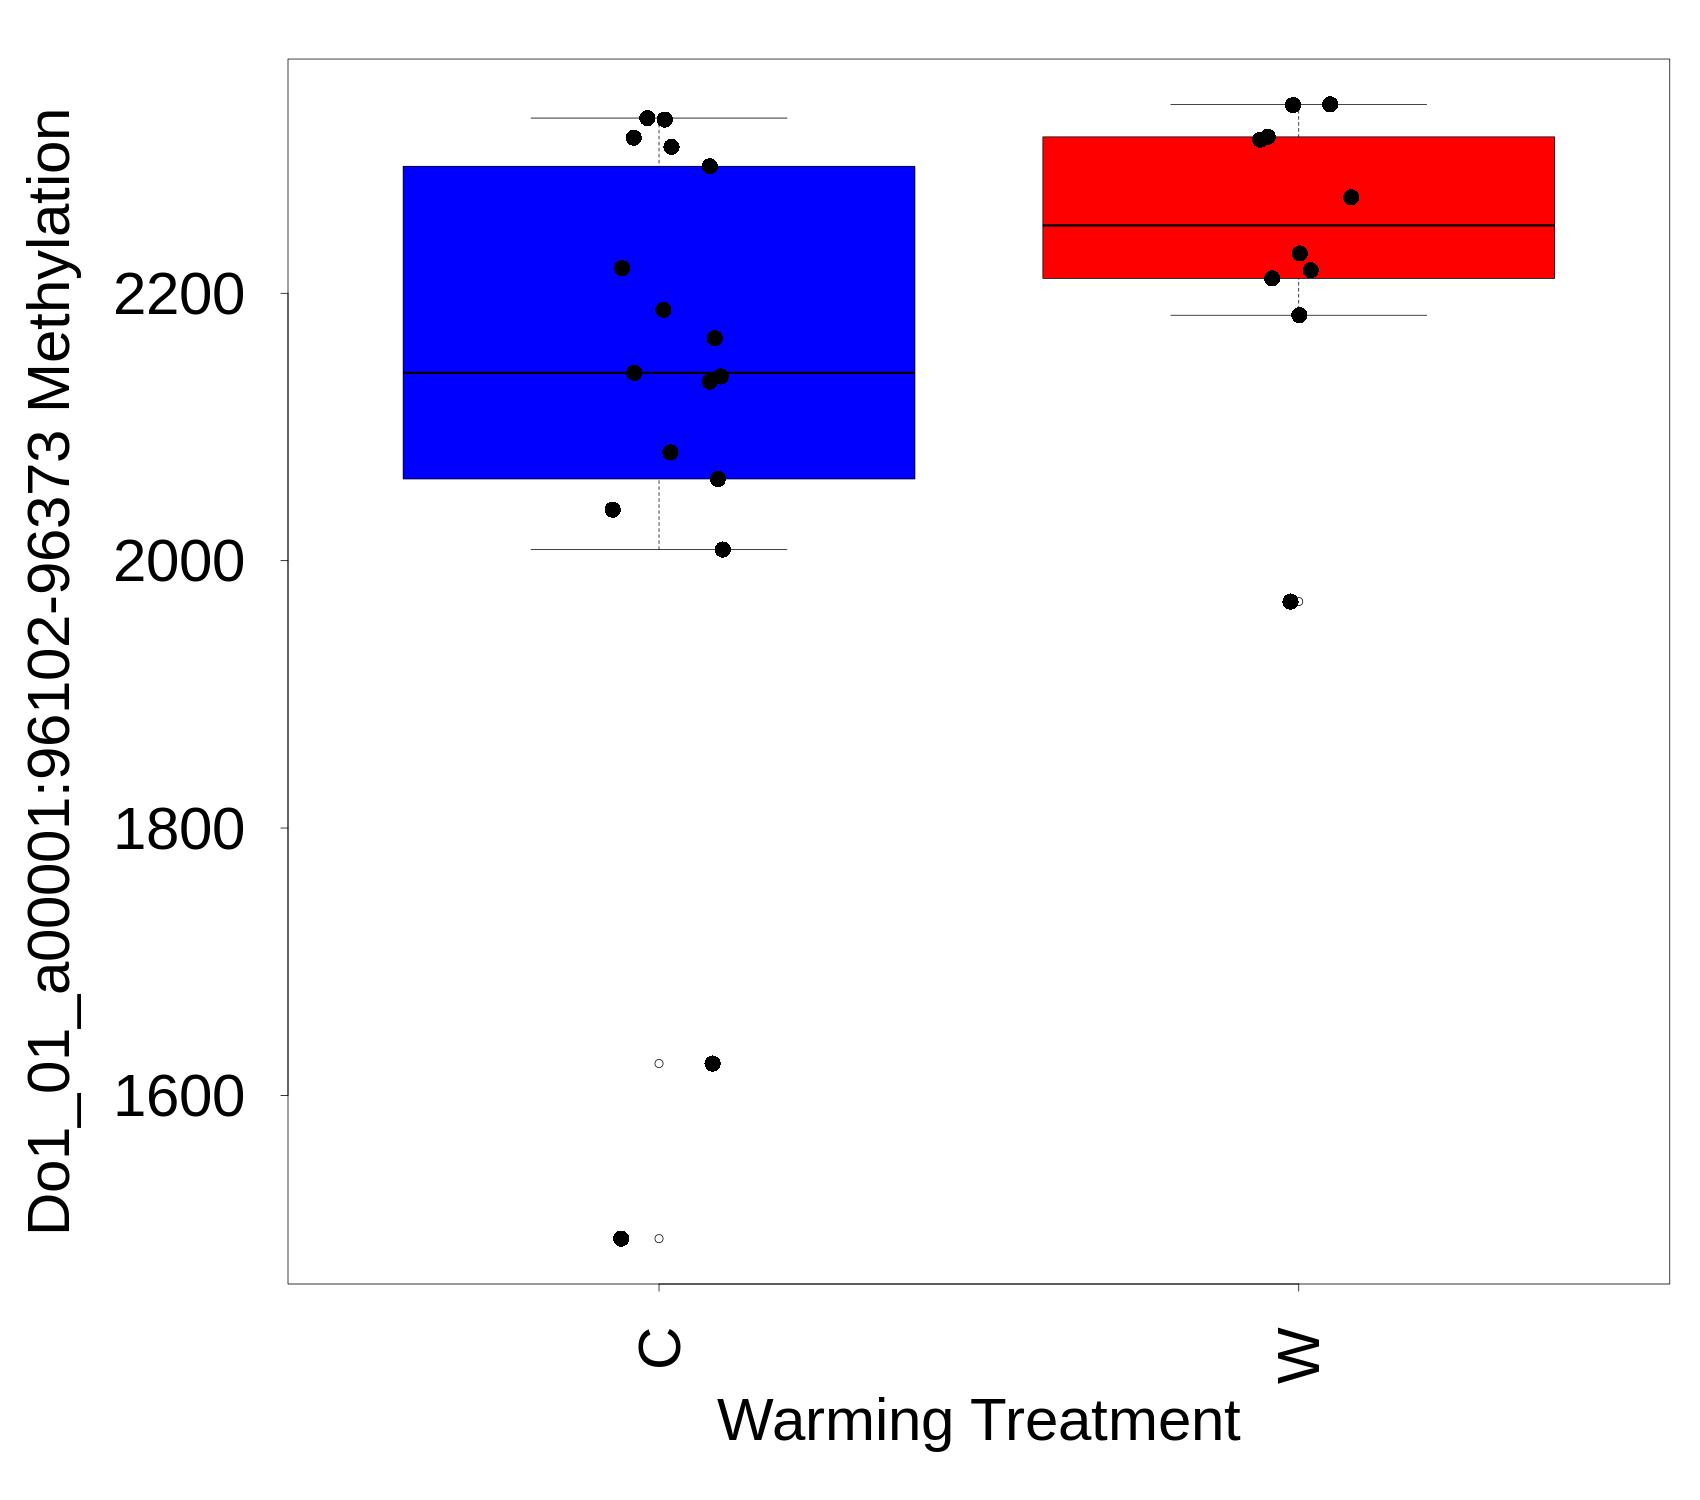 Do1_01_a00001:96102-96373 Methylation
2200
2000
1800
1600
C
W
Warming Treatment